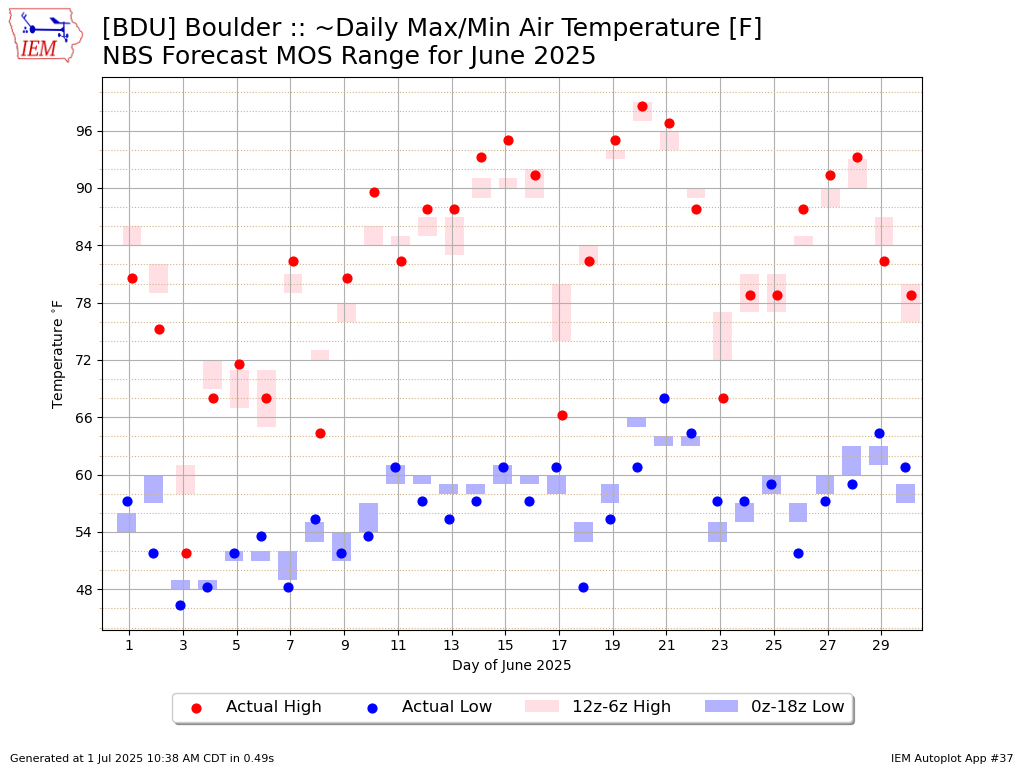 IEM
[BDU] Boulder :: ~Daily Max/Min Air Temperature [F]
NBS Forecast MOS Range for June 2025
96
90
84
78
72
66
60
54
48
Temperature °F
1 3 5 7 9 11 13 15 17 19 21 23 25 27 29
Day of June 2025
Actual High Actual Low 12z-6z High 0z-18z Low
Generated at 1 Jul 2025 10:38 AM CDT in 0.49s
IEM Autoplot App #37